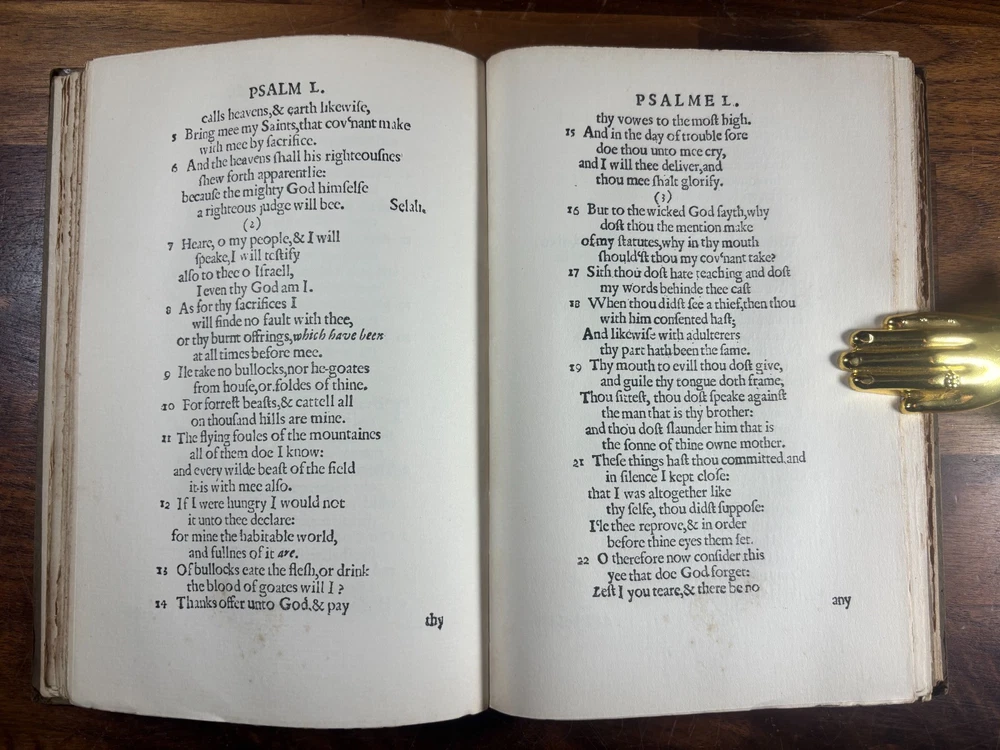 PSALM L.
calls heavens,& earth likewiſe,
5 Bring mee my Saints,that cov'nant make
with mee by ſacrifice.
6 And the heavens ſhall his righteouſnes
ſhew forth apparentlie:
becauſe the mighty God himſelfe
a righteous judge will bee. Selah.
(2)
7 Heare, o my people,& I will
ſpeake,I will teſtify
alſo to thee o Iſraell,
I even thy God am I.
8 As for thy ſacrifices I
will finde no fault with thee,
or thy burnt offrings,which have been
at all times before mee.
9 Ile take no bullocks,nor he-goates
from houſe,or foldes of thine.
10 For forreſt beaſts,& cattell all
on thouſand hills are mine.
11 The flying foules of the mountaines
all of them doe I know:
and every wilde beaſt of the field
it is with mee alſo.
12 If I were hungry I would not
it unto thee declare:
for mine the habitable world,
and fullnes of it are.
13 Of bullocks eate the fleſh,or drink
the blood of goates will I ?
14 Thanks offer unto God,& pay
thy
PSALME L.
thy vowes to the moſt high.
15 And in the day of trouble ſore
doe thou unto mee cry,
and I will thee deliver,and
thou mee ſhalt glorify.
(3)
16 But to the wicked God ſayth,why
doſt thou the mention make
of my ſtatutes,why in thy mouth
ſhould'ſt thou my cov'nant take?
17 Sith thou doſt hate teaching and doſt
my words behinde thee caſt
18 When thou didſt ſee a thief,then thou
with him conſented haſt;
And likewiſe with adulterers
thy part hath been the ſame.
19 Thy mouth to evill thou doſt give,
and guile thy tongue doth frame,
Thou ſitteſt, thou doſt ſpeake againſt
the man that is thy brother:
and thou doſt ſlaunder him that is
the ſonne of thine owne mother.
21 Theſe things haſt thou committed,and
in ſilence I kept cloſe:
that I was altogether like
thy ſelfe, thou didſt ſuppoſe:
I'le thee reprove,& in order
before thine eyes them ſet.
22 O therefore now conſider this
yee that doe God forget:
Leſt I you teare,& there be no
any